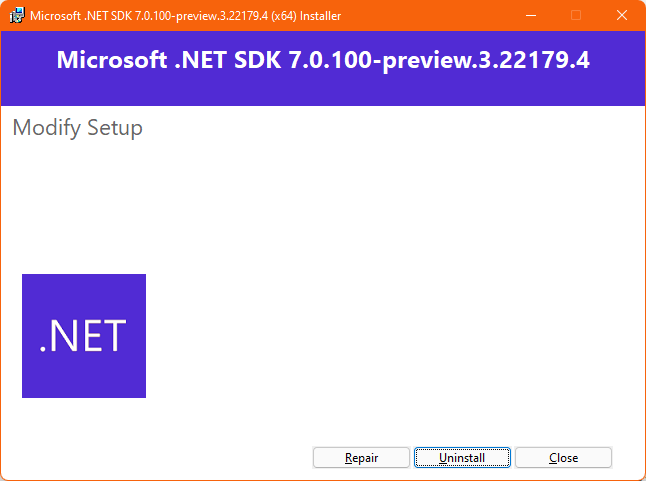 Microsoft .NET SDK 7.0.100-preview.3.22179.4 (x64) Installer
Microsoft .NET SDK 7.0.100-preview.3.22179.4
Modify Setup
.NET
Repair
Uninstall
Close